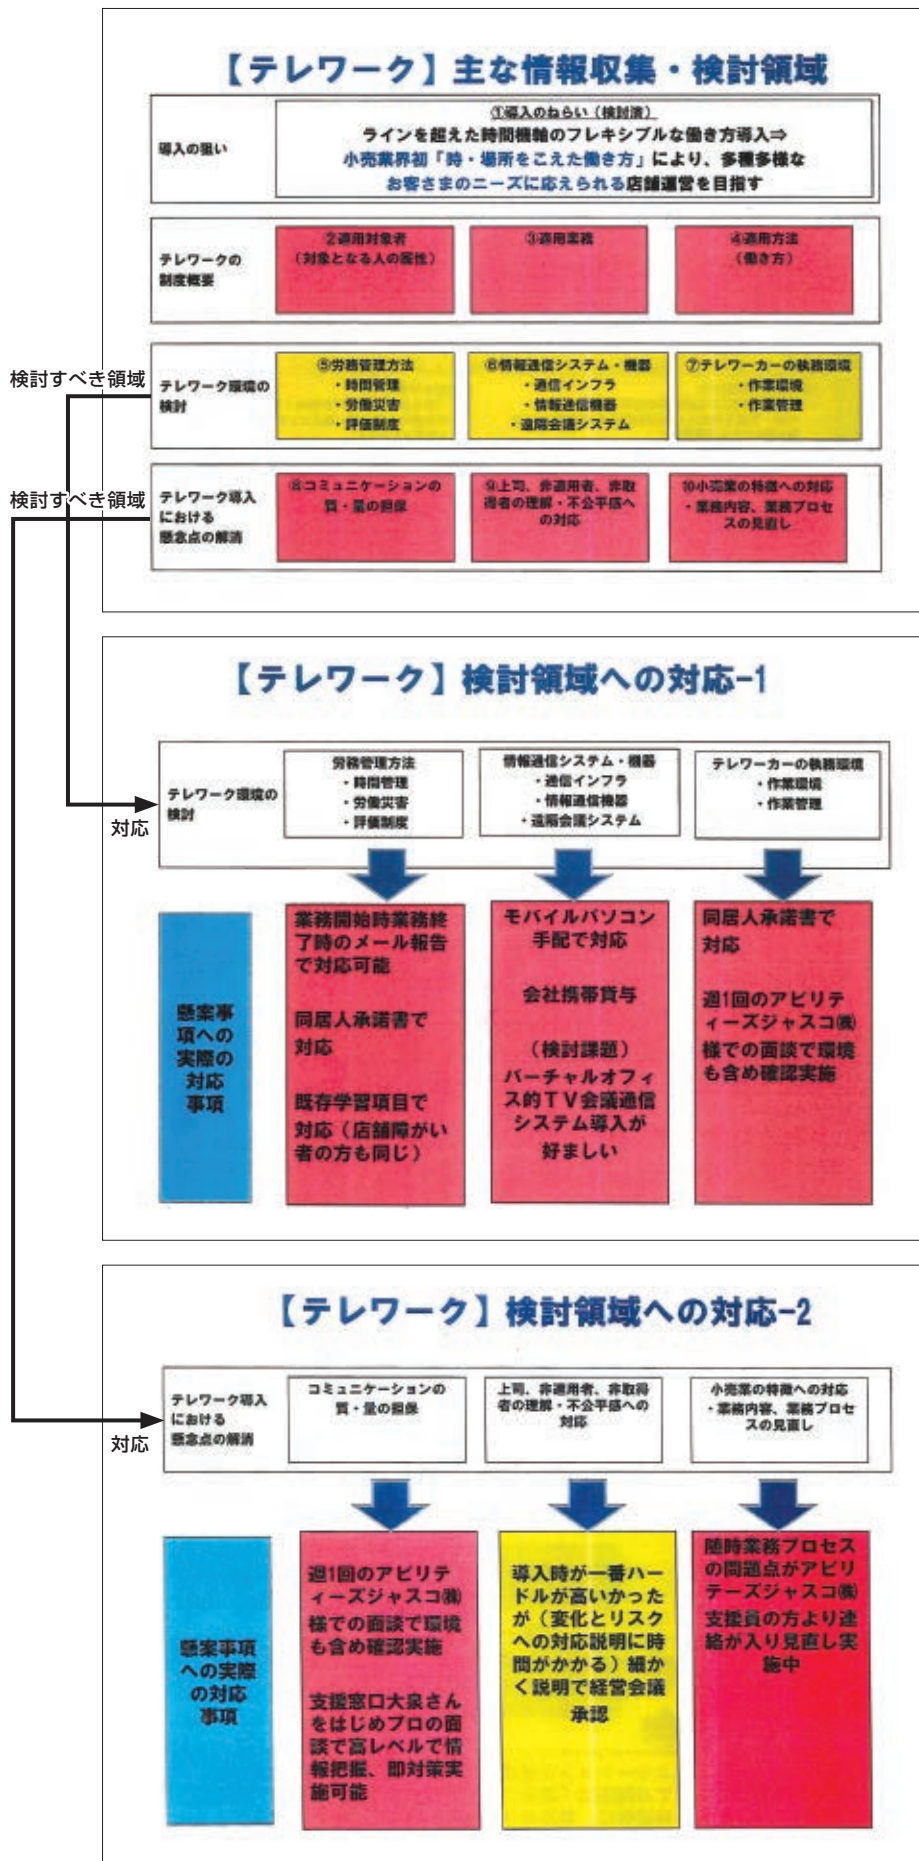 【テレワーク】主な情報収集・検討領域
導入の狙い
①導入のねらい（検討済）
ラインを超えた時間機軸のフレキシブルな働き方導入⇒
小売業界初「時・場所をこえた働き方」により、多種多様な
お客さまのニーズに応えられる店舗運営を目指す
テレワークの
制度概要
②適用対象者
（対象となる人の属性）
③適用業務
④適用方法
（働き方）
検討すべき領域
テレワーク環境の
検討
⑤労務管理方法
・時間管理
・労働災害
・評価制度
⑥情報通信システム・機器
・通信インフラ
・情報通信機器
・遠隔会議システム
⑦テレワーカーの執務環境
・作業環境
・作業管理
検討すべき領域
テレワーク導入
における
懸念点の解消
⑧コミュニケーションの
質・量の担保
⑨上司、非適用者、非取得
者の理解・不公平感へ
の対応
⑩小売業の特徴への対応
・業務内容、業務プロセ
スの見直し
【テレワーク】検討領域への対応-1
対応
テレワーク環境の
検討
労務管理方法
・時間管理
・労働災害
・評価制度
情報通信システム・機器
・通信インフラ
・情報通信機器
・遠隔会議システム
テレワーカーの執務環境
・作業環境
・作業管理
懸案事
項への
実際の
対応
事項
業務開始時業務終
了時のメール報告
で対応可能
同居人承諾書で
対応
既存学習項目で
対応（店舗障がい
者の方も同じ）
モバイルパソコン
手配で対応
会社携帯貸与
（検討課題）
バーチャルオフィ
ス的ＴＶ会議通信
システム導入が
好ましい
同居人承諾書で
対応
週1回のアビリテ
ィーズジャスコ㈱
様での面談で環境
も含め確認実施
【テレワーク】検討領域への対応-2
対応
テレワーク導入
における
懸念点の解消
コミュニケーションの
質・量の担保
上司、非適用者、非取得
者の理解・不公平感への
対応
小売業の特徴への対応
・業務内容、業務プロセ
スの見直し
懸案事項
への実際
の対応
事項
週1回のアビリテ
ィーズジャスコ㈱
様での面談で環境
も含め確認実施
支援窓口大泉さん
をはじめプロの面
談で高レベルで情
報把握、即対策実
施可能
導入時が一番ハー
ドルが高いかった
が（変化とリスク
への対応説明に時
間がかかる）細か
く説明で経営会議
承認
随時業務プロセス
の問題点がアビリ
テーズジャスコ㈱
支援員の方より連
絡が入り見直し実
施中